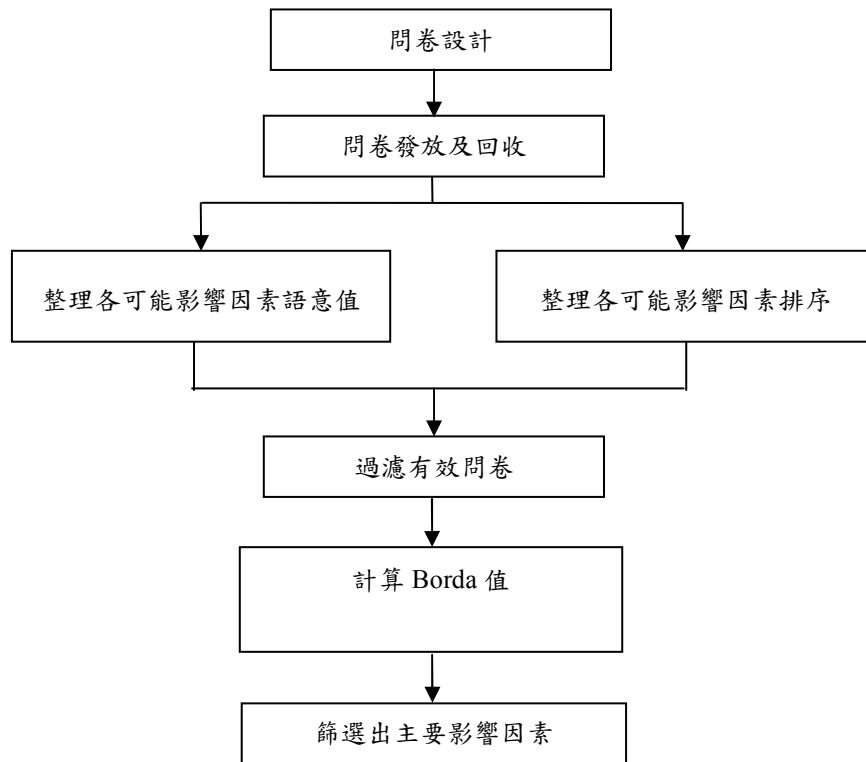 問卷設計
問卷發放及回收
整理各可能影響因素語意值
整理各可能影響因素排序
過濾有效問卷
計算 Borda 值
篩選出主要影響因素